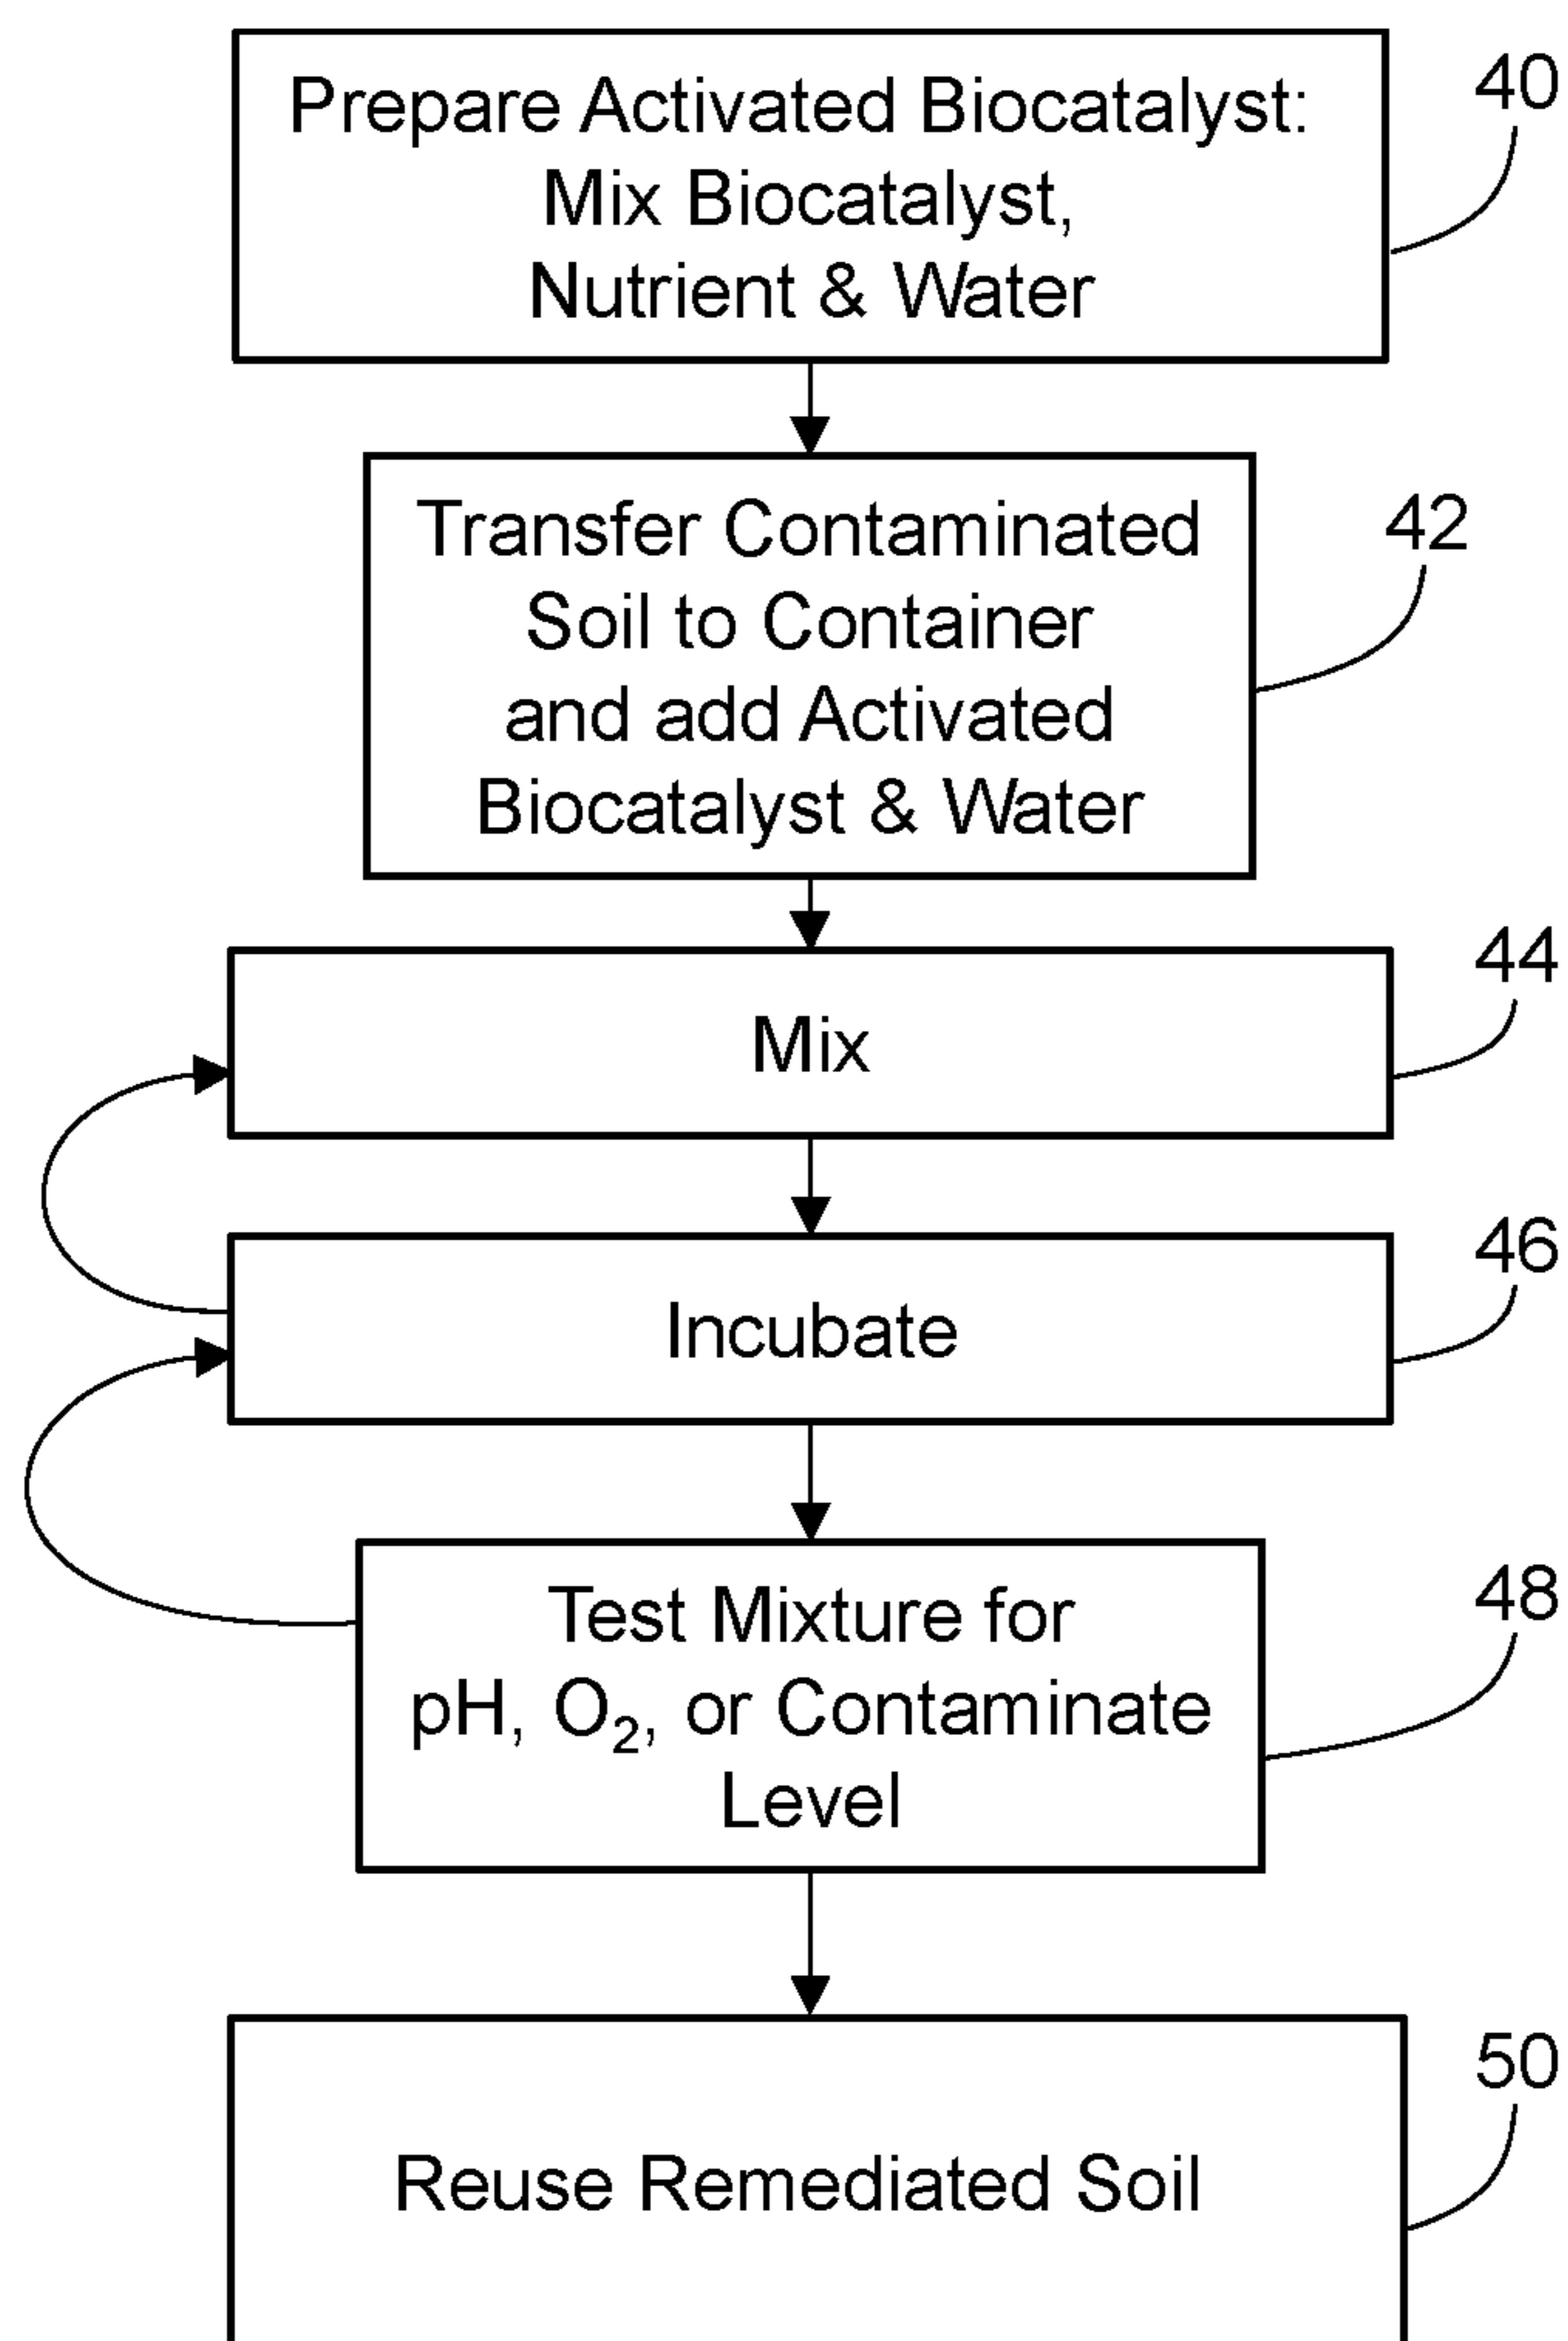 Prepare Activated Biocatalyst:
Mix Biocatalyst,
Nutrient & Water
40
Transfer Contaminated
Soil to Container
and add Activated
Biocatalyst & Water
42
Mix
44
Incubate
46
Test Mixture for
pH, O₂, or Contaminate
Level
48
Reuse Remediated Soil
50